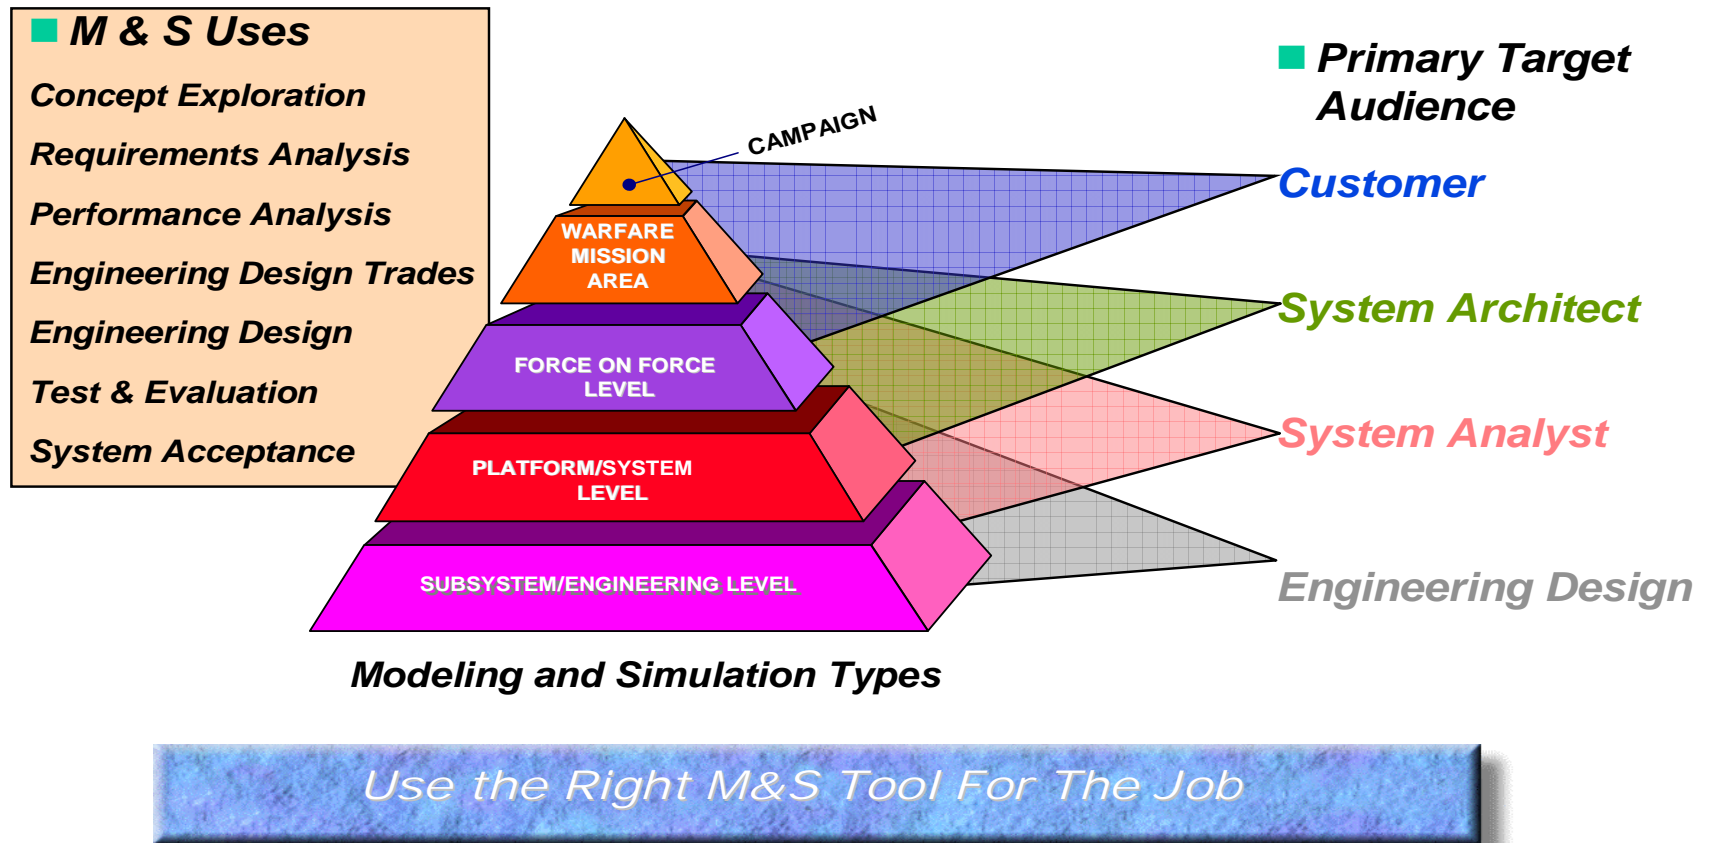 M & S Uses
Concept Exploration
Requirements Analysis
Performance Analysis
Engineering Design Trades
Engineering Design
Test & Evaluation
System Acceptance
CAMPAIGN
WARFARE
MISSION
AREA
FORCE ON FORCE
LEVEL
PLATFORM/SYSTEM
LEVEL
SUBSYSTEM/ENGINEERING LEVEL
Modeling and Simulation Types
Primary Target
Audience
Customer
System Architect
System Analyst
Engineering Design
Use the Right M&S Tool For The Job